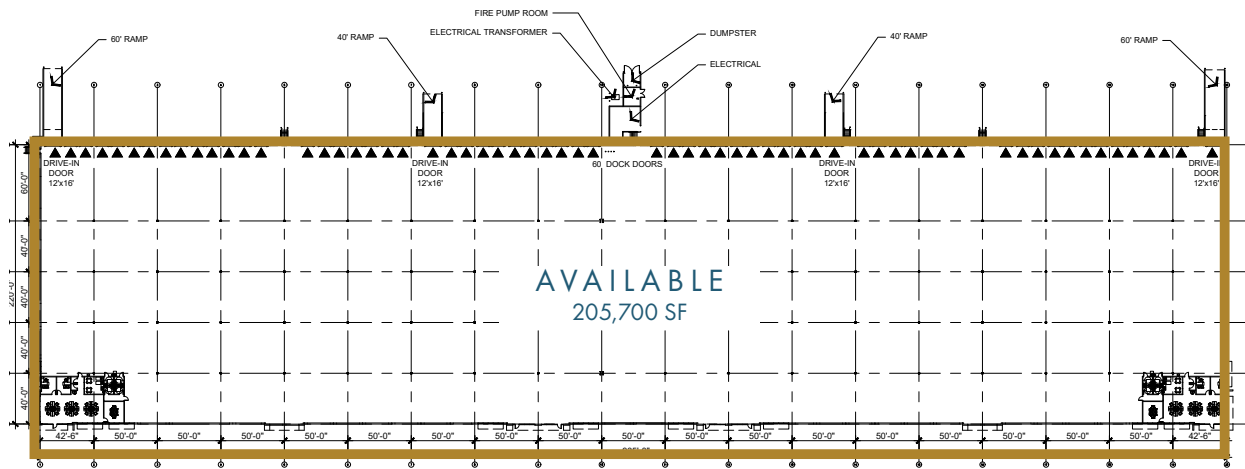 FIRE PUMP ROOM
ELECTRICAL TRANSFORMER
DUMPSTER
ELECTRICAL
60' RAMP
40' RAMP
40' RAMP
60' RAMP
DRIVE-IN
DOOR
12'x16'
DRIVE-IN
DOOR
12'x16'
60 DOCK DOORS
DRIVE-IN
DOOR
12'x16'
DRIVE-I
DOOR
12'x16'
60'-0"
40'-0"
40'-0"
40'-0"
40'-0"
220'-0"
AVAILABLE
205,700 SF
42'-6" 50'-0" 50'-0" 50'-0" 50'-0" 50'-0" 50'-0" 50'-0" 50'-0" 50'-0" 50'-0" 50'-0" 50'-0" 50'-0" 50'-0" 50'-0" 50'-0" 50'-0" 42'-6"